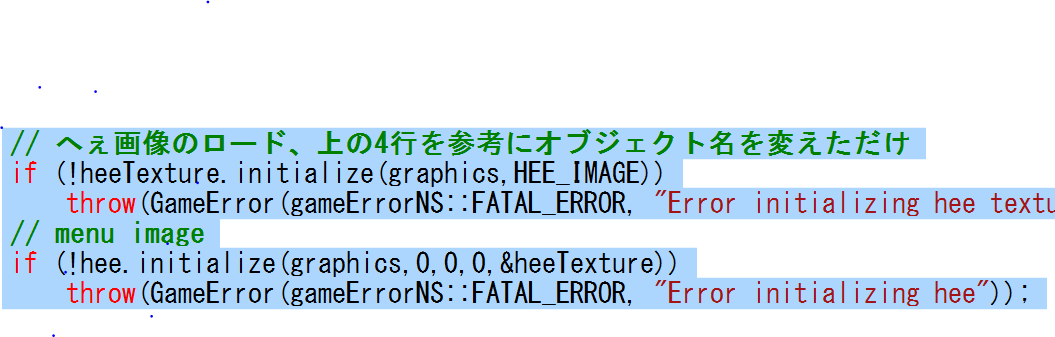 // へぇ画像のロード、上の4行を参考にオブジェクト名を変えただけ
if (!heeTexture.initialize(graphics,HEE_IMAGE))
    throw(GameError(gameErrorNS::FATAL_ERROR, "Error initializing hee textu
// menu image
if (!hee.initialize(graphics,0,0,0,&heeTexture))
    throw(GameError(gameErrorNS::FATAL_ERROR, "Error initializing hee"));